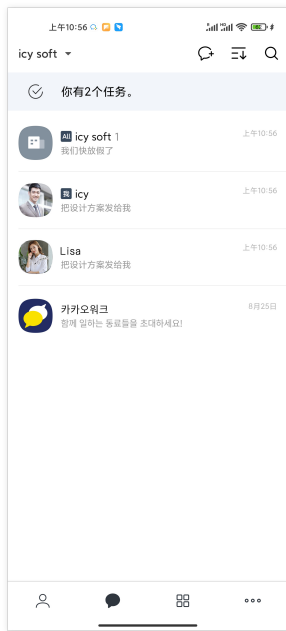 上午10:56
icy soft
你有2个任务。
All icy soft 1
上午10:56
我们快放假了
我 icy
上午10:56
把设计方案发给我
Lisa
上午10:56
把设计方案发给我
카카오워크
8月25日
함께 일하는 동료들을 초대하세요!